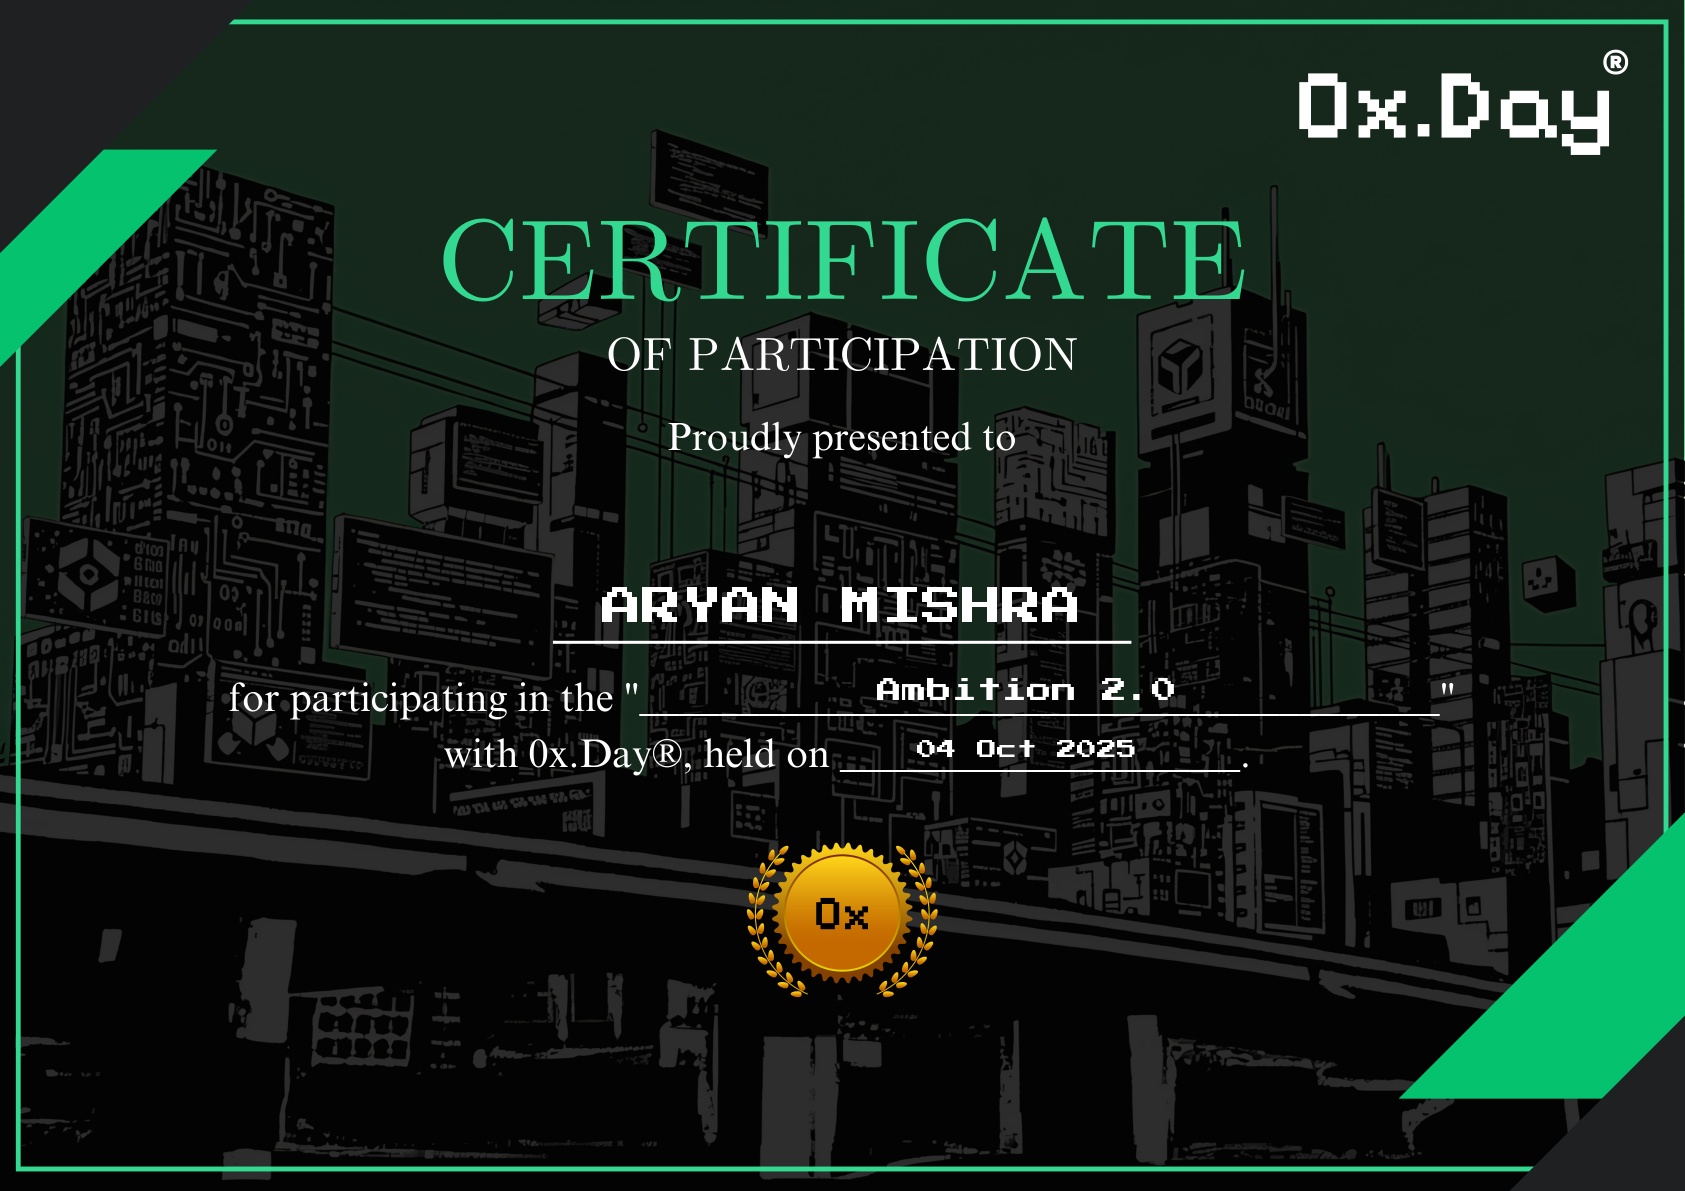 0x.Day®
CERTIFICATE
OF PARTICIPATION
Proudly presented to
ARYAN MISHRA
for participating in the "Ambition 2.0"
with 0x.Day®, held on 04 Oct 2025.
0x